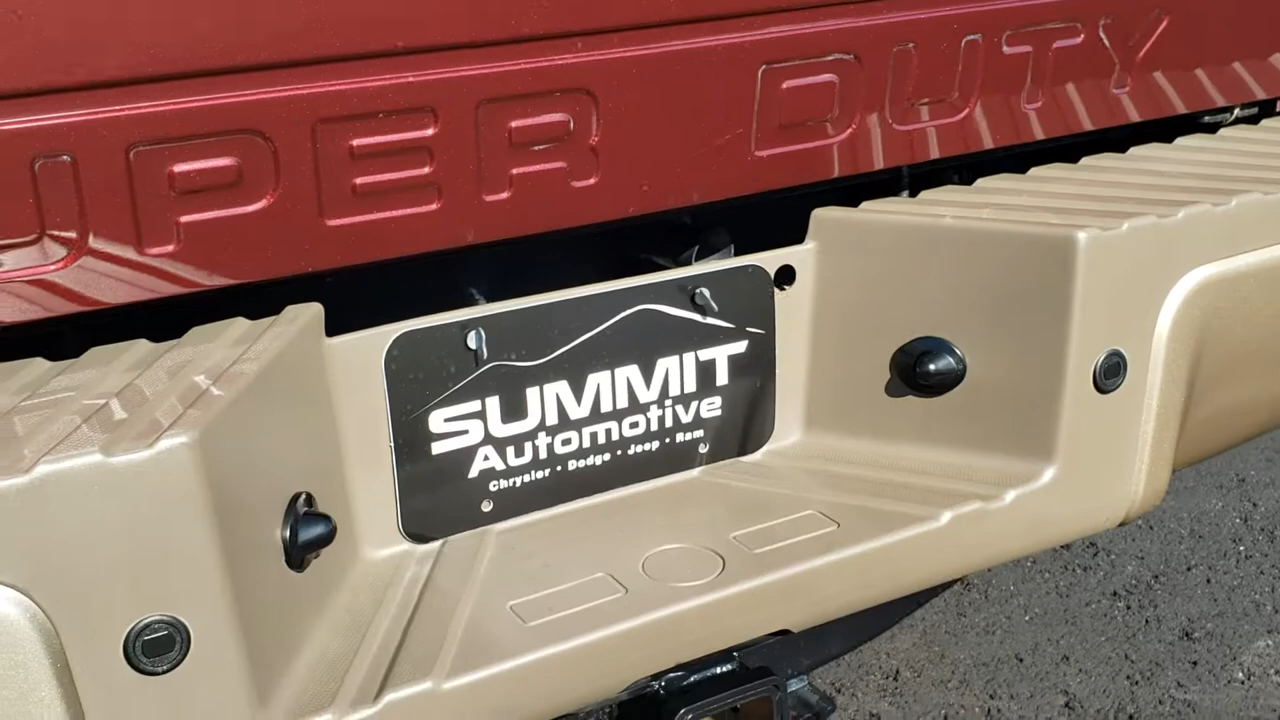 UPER DUTY
SUMMIT
Automotive
Chrysler • Dodge • Jeep • Ram